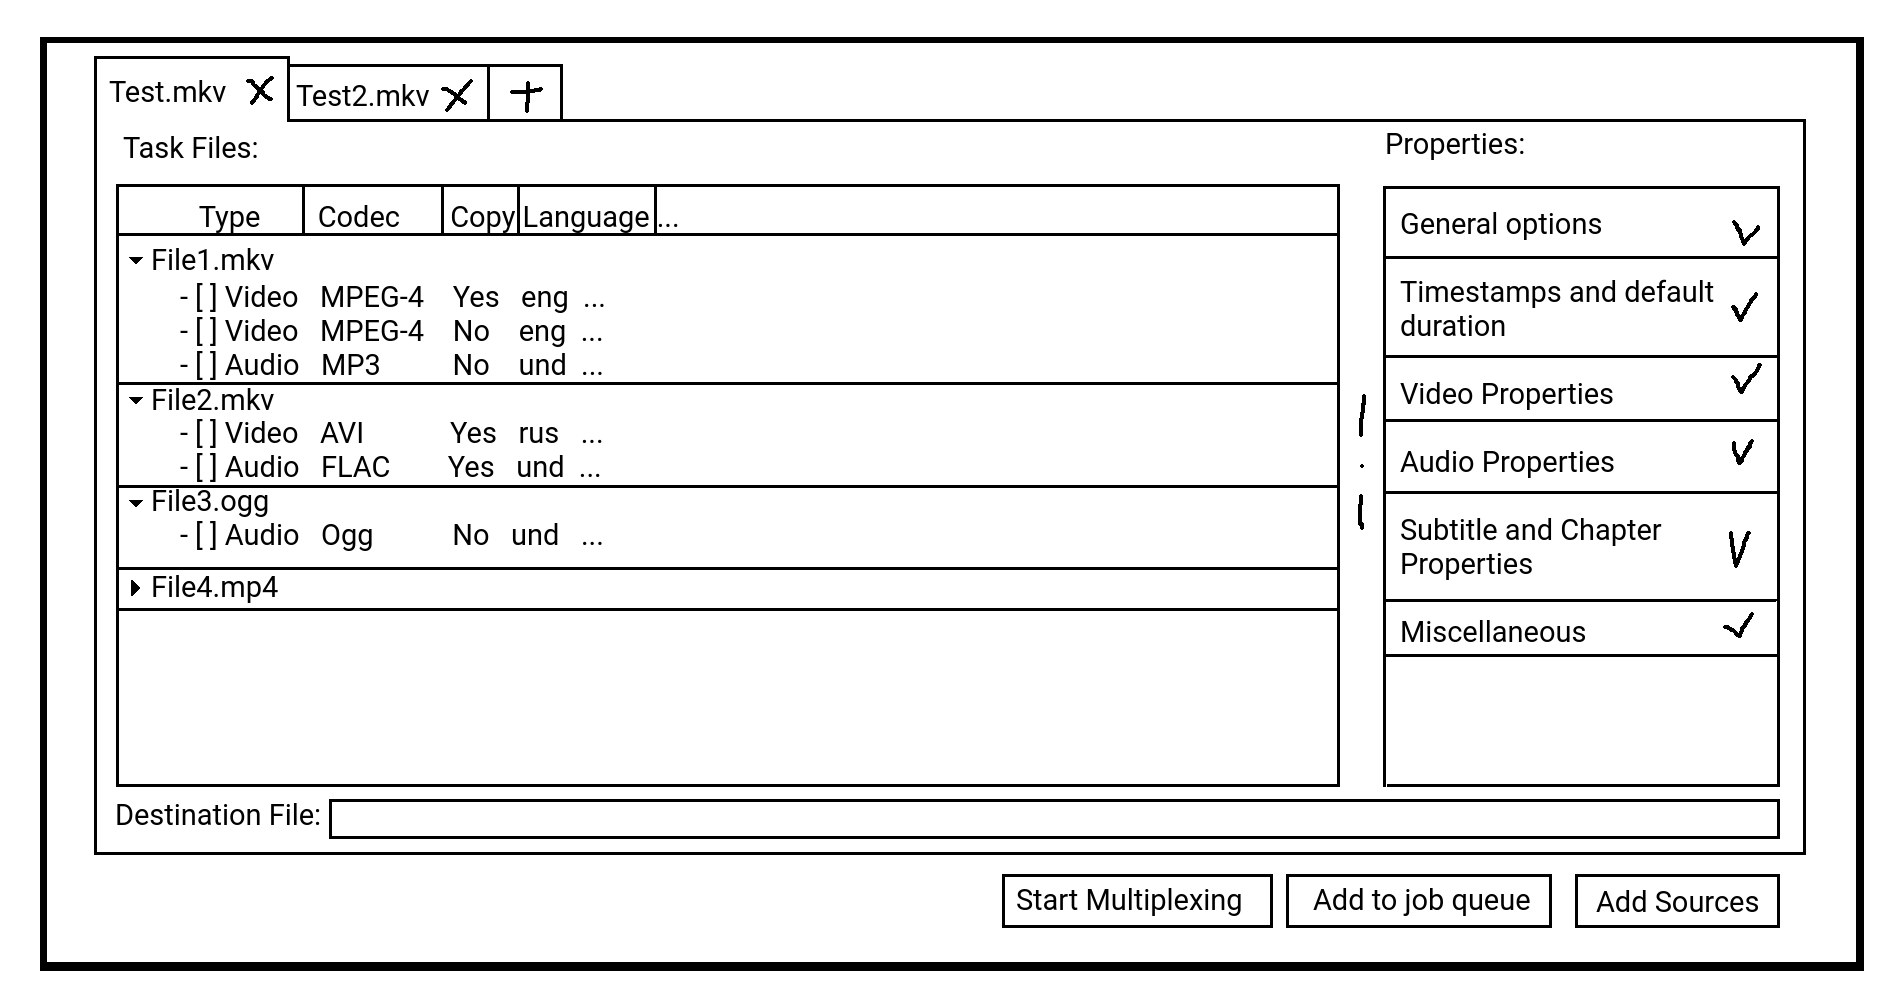 Test.mkv
Test2.mkv
+
Task Files:
Properties:
Type Codec Copy Language ...
File1.mkv
- [ ] Video MPEG-4 Yes eng ...
- [ ] Video MPEG-4 No eng ...
- [ ] Audio MP3 No und ...
File2.mkv
- [ ] Video AVI Yes rus ...
- [ ] Audio FLAC Yes und ...
File3.ogg
- [ ] Audio Ogg No und ...
File4.mp4
General options
Timestamps and default
duration
Video Properties
Audio Properties
Subtitle and Chapter
Properties
Miscellaneous
Destination File:
Start Multiplexing
Add to job queue
Add Sources